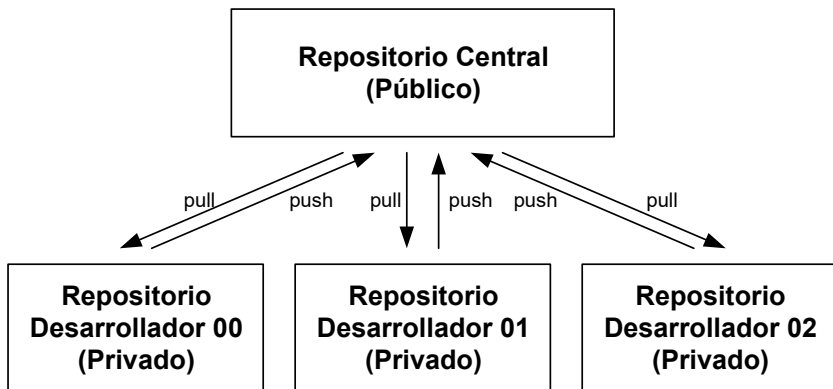 Repositorio Central
(Público)
pull
push
pull
push
push
pull
Repositorio
Desarrollador 00
(Privado)
Repositorio
Desarrollador 01
(Privado)
Repositorio
Desarrollador 02
(Privado)